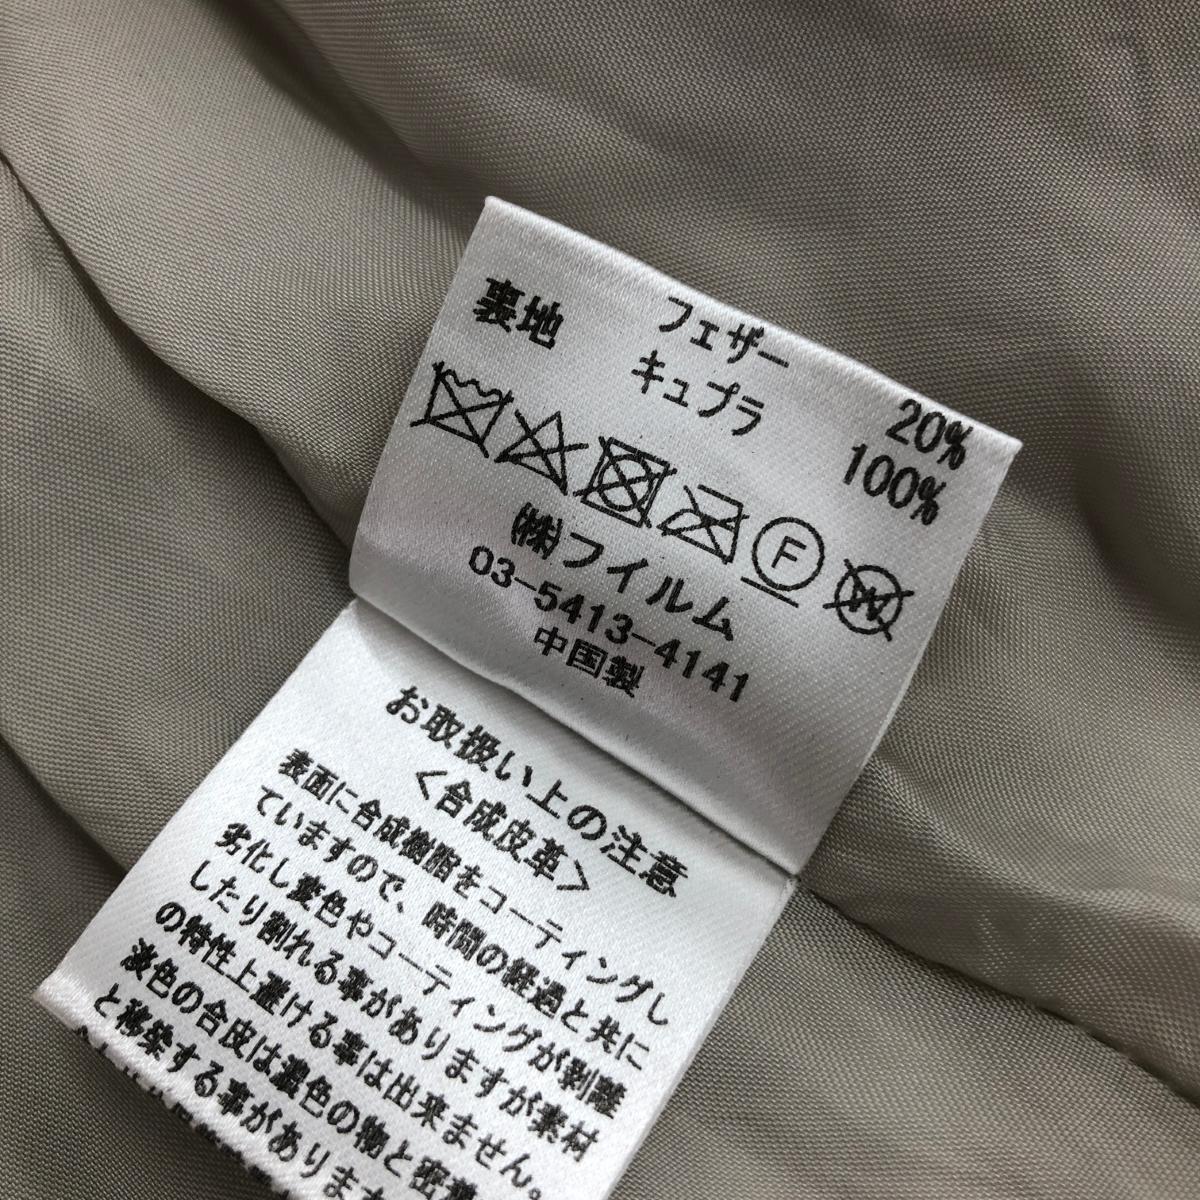 フェザー 20%
裏地 キュプラ 100%
F W
㈱フイルム
03-5413-4141
中国製
お取扱い上の注意
<合成皮革>
表面に合成樹脂をコーティングし
ていますので、時間の経過と共に
劣化し変色やコーティングが剥離
したり割れる事がありますが素材
の特性上避ける事は出来ません。
淡色の合皮は濃色の物と密着
と移染する事がありま